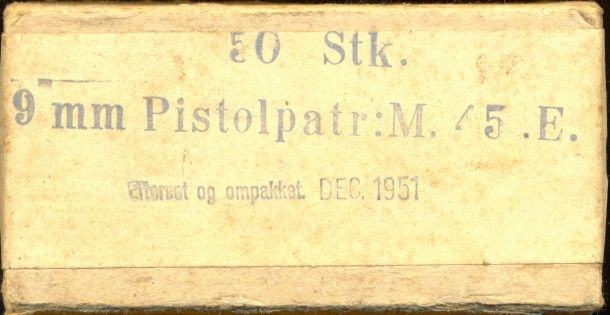 50 Stk.
9 mm Pistolpatr: M. 45.E.
Efterset og ompakket. DEC. 1951